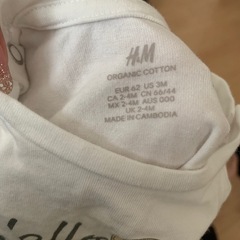 H&M
ORGANIC COTTON
EUR 62 US 3M
CA 2-4M CN 66/44
MX 2-4M AUS 000
UK 2-4M
MADE IN CAMBODIA